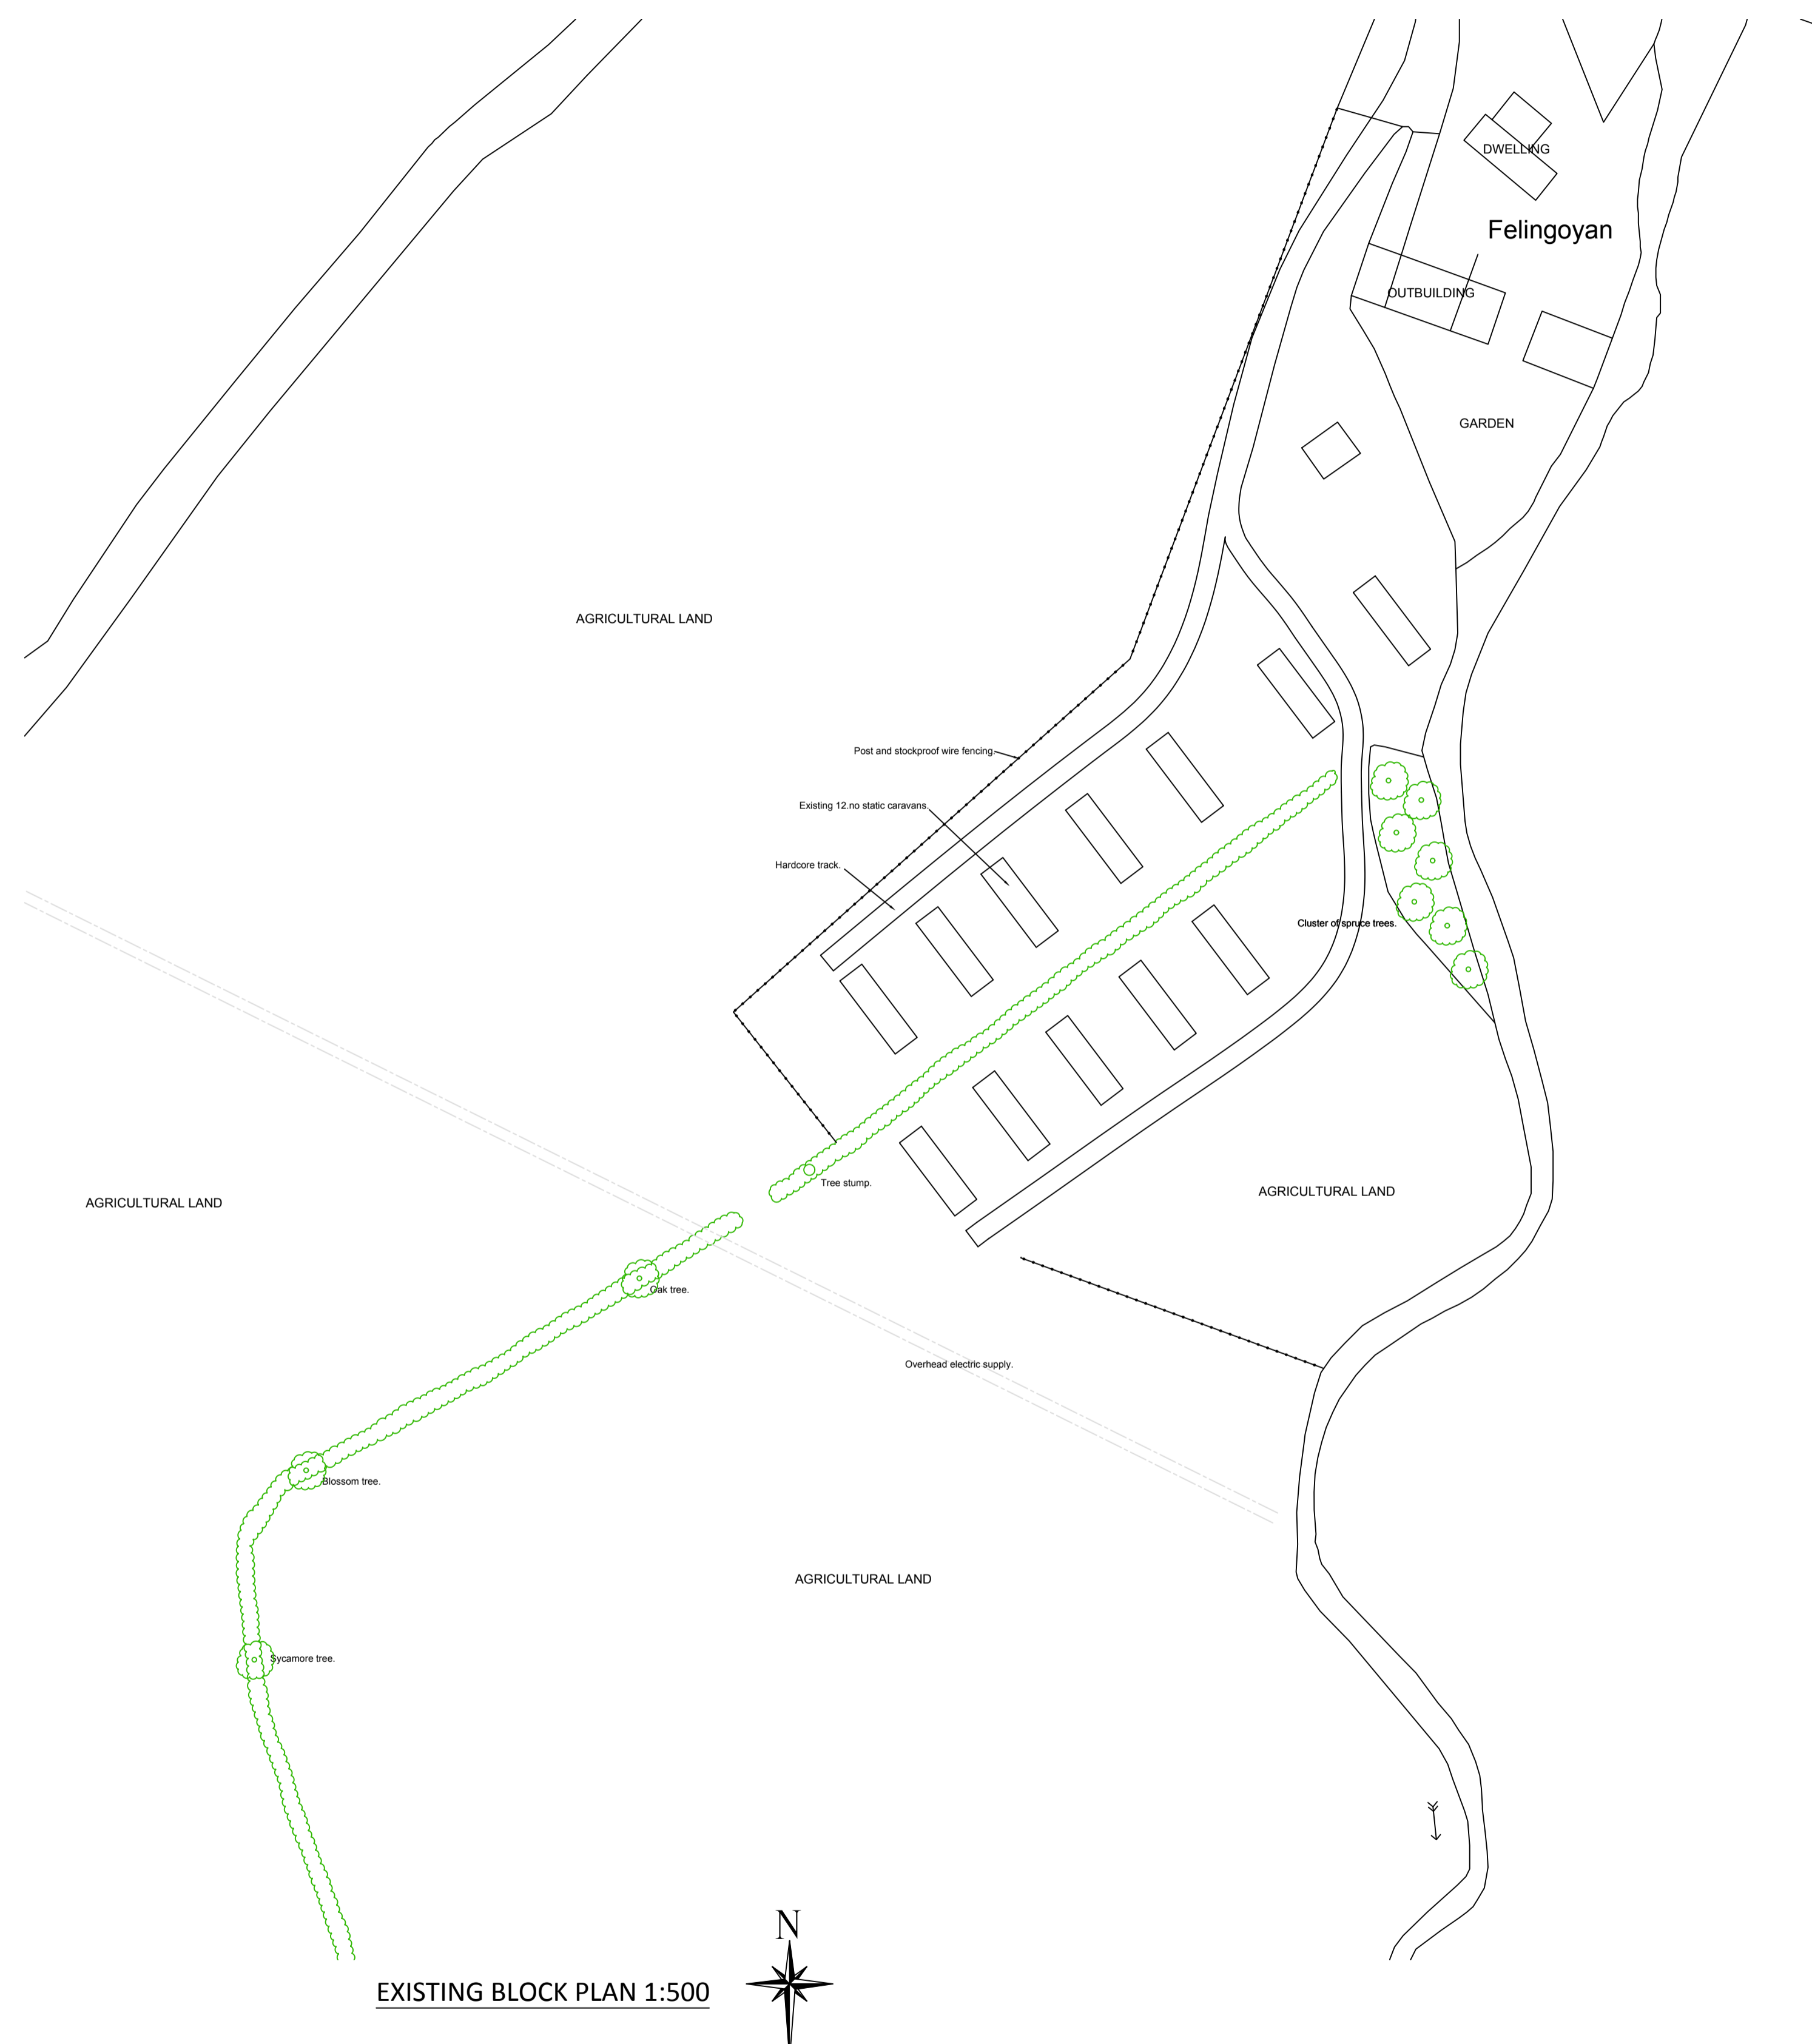 DWELLING
Felingoyan
OUTBUILDING
GARDEN
AGRICULTURAL LAND
Post and stockproof wire fencing.
Existing 12.no static caravans.
Hardcore track.
Cluster of spruce trees.
Tree stump.
AGRICULTURAL LAND
AGRICULTURAL LAND
Oak tree.
Overhead electric supply.
Blossom tree.
AGRICULTURAL LAND
Sycamore tree.
N
EXISTING BLOCK PLAN 1:500